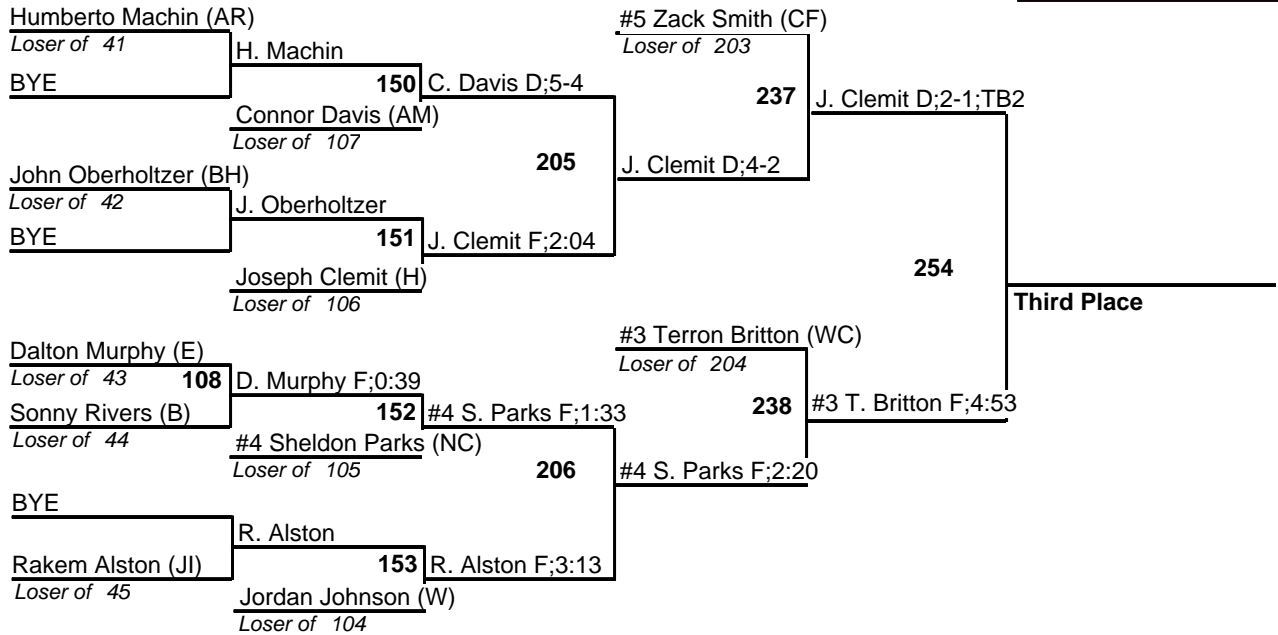 Humberto Machin (AR)
Loser of 41
BYE
H. Machin
150
C. Davis D;5-4
Connor Davis (AM)
Loser of 107
John Oberholtzer (BH)
Loser of 42
BYE
J. Oberholtzer
151
J. Clemit F;2:04
Joseph Clemit (H)
Loser of 106
205
#5 Zack Smith (CF)
Loser of 203
237
J. Clemit D;4-2
J. Clemit D;2-1;TB2
Dalton Murphy (E)
Loser of 43
108
Sonny Rivers (B)
Loser of 44
D. Murphy F;0:39
152
#4 S. Parks F;1:33
#4 Sheldon Parks (NC)
Loser of 105
BYE
Rakem Alston (JI)
Loser of 45
R. Alston
153
R. Alston F;3:13
Jordan Johnson (W)
Loser of 104
206
#3 Terron Britton (WC)
Loser of 204
238
#4 S. Parks F;2:20
#3 T. Britton F;4:53
254
Third Place